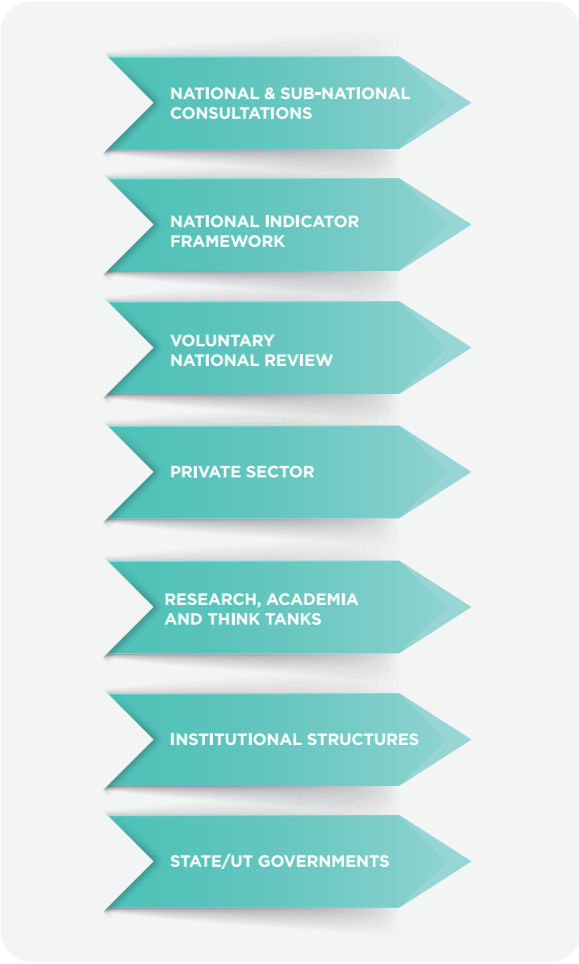 NATIONAL & SUB-NATIONAL
CONSULTATIONS
NATIONAL INDICATOR
FRAMEWORK
VOLUNTARY
NATIONAL REVIEW
PRIVATE SECTOR
RESEARCH, ACADEMIA
AND THINK TANKS
INSTITUTIONAL STRUCTURES
STATE/UT GOVERNMENTS